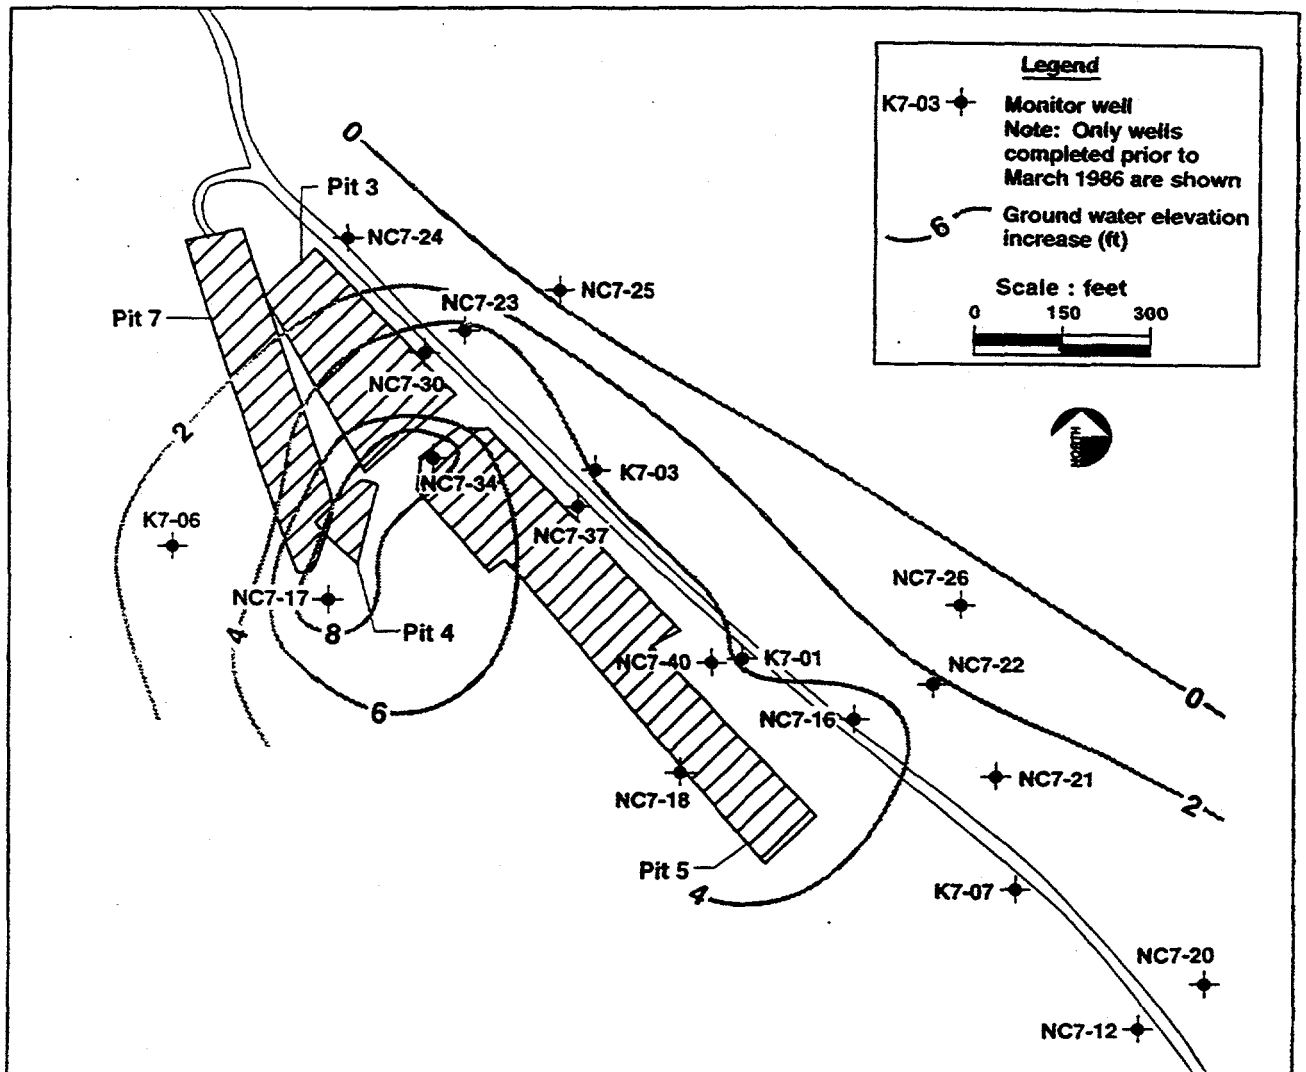 Legend
K7-03
Monitor well
Note: Only wells
completed prior to
March 1986 are shown
6
Ground water elevation
increase (ft)
Scale : feet
0 150 300
NORTH
0
Pit 3
NC7-24
NC7-25
NC7-23
Pit 7
NC7-30
2
K7-03
NC7-34
K7-06
NC7-37
NC7-26
NC7-17
4
8
Pit 4
NC7-40
K7-01
NC7-22
6
NC7-16
0
NC7-21
NC7-18
2
Pit 5
4
K7-07
NC7-20
NC7-12